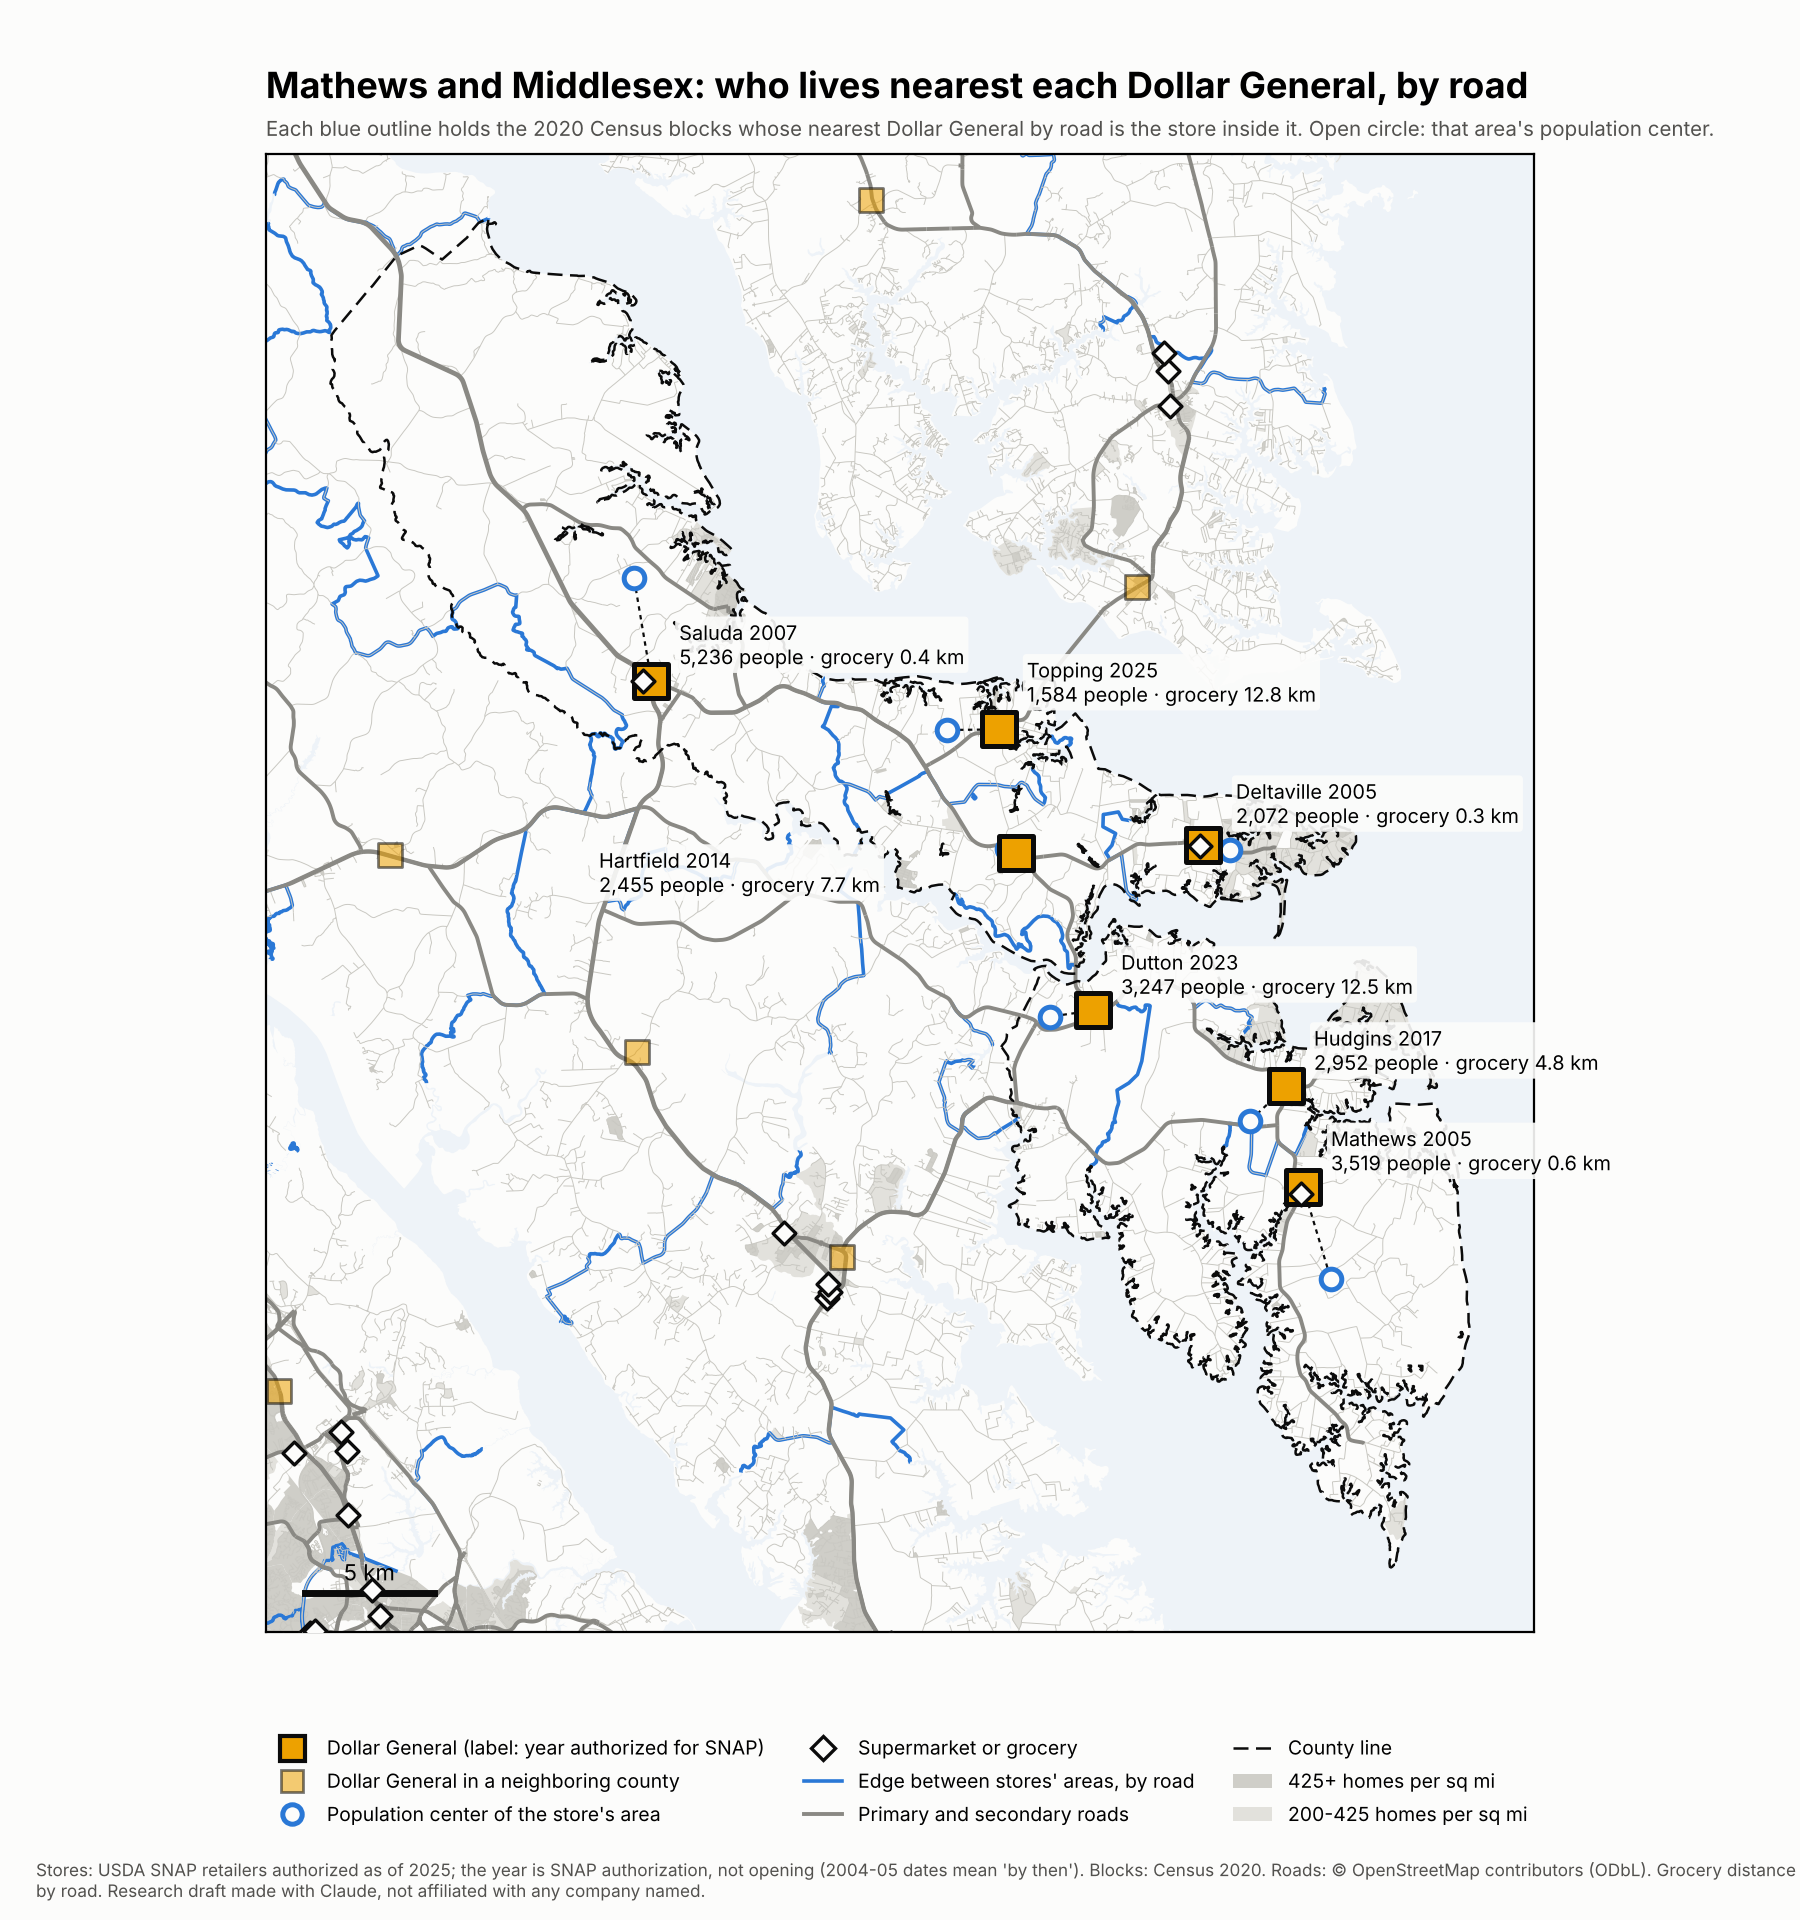 Mathews and Middlesex: who lives nearest each Dollar General, by road
Each blue outline holds the 2020 Census blocks whose nearest Dollar General by road is the store inside it. Open circle: that area's population center.
Saluda 2007
5,236 people · grocery 0.4 km
Topping 2025
1,584 people · grocery 12.8 km
Deltaville 2005
2,072 people · grocery 0.3 km
Hartfield 2014
2,455 people · grocery 7.7 km
Dutton 2023
3,247 people · grocery 12.5 km
Hudgins 2017
2,952 people · grocery 4.8 km
Mathews 2005
3,519 people · grocery 0.6 km
5 km
Dollar General (label: year authorized for SNAP)
Dollar General in a neighboring county
Population center of the store's area
Supermarket or grocery
Edge between stores' areas, by road
Primary and secondary roads
County line
425+ homes per sq mi
200-425 homes per sq mi
Stores: USDA SNAP retailers authorized as of 2025; the year is SNAP authorization, not opening (2004-05 dates mean 'by then'). Blocks: Census 2020. Roads: © OpenStreetMap contributors (ODbL). Grocery distance
by road. Research draft made with Claude, not affiliated with any company named.